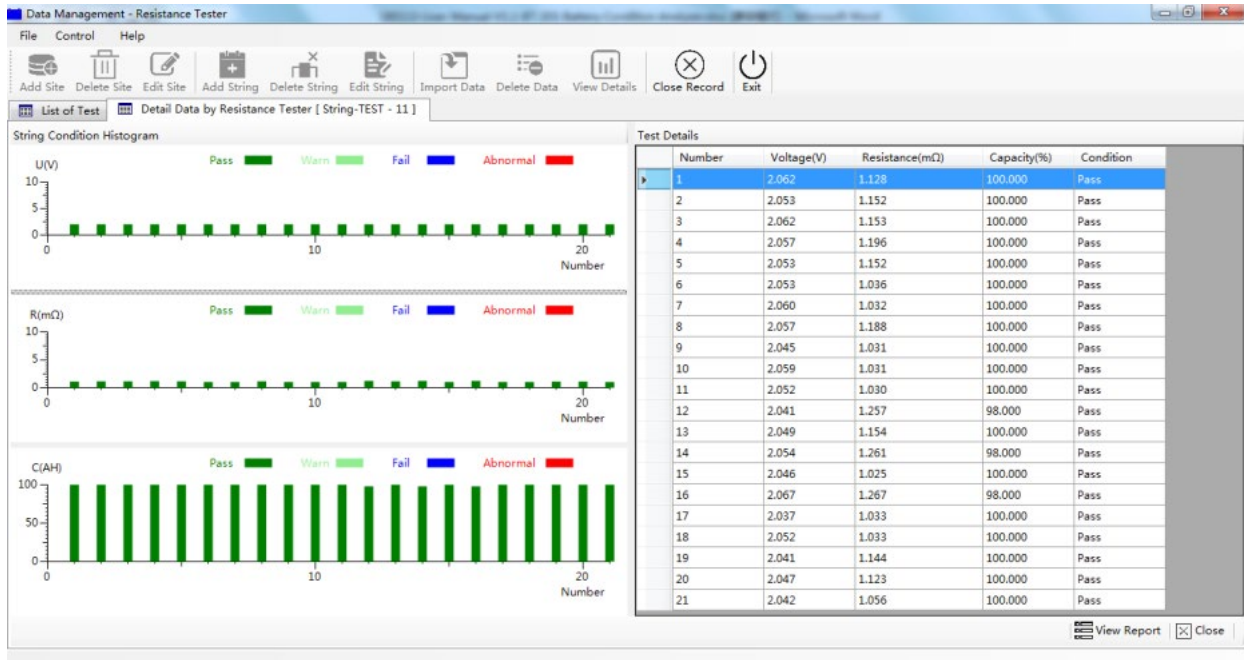 Data Management - Resistance Tester
File Control Help
Add Site Delete Site Edit Site Add String Delete String Edit String Import Data Delete Data View Details Close Record Exit
List of Test Detail Data by Resistance Tester [ String-TEST - 11 ]
String Condition Histogram
U(V) Pass Warn Fail Abnormal
10
5
0
0 10 20
Number
R(mΩ) Pass Warn Fail Abnormal
10
5
0
0 10 20
Number
C(AH) Pass Warn Fail Abnormal
100
50
0
0 10 20
Number
Test Details
Number Voltage(V) Resistance(mΩ) Capacity(%) Condition
1 2.062 1.128 100.000 Pass
2 2.053 1.152 100.000 Pass
3 2.062 1.153 100.000 Pass
4 2.057 1.196 100.000 Pass
5 2.053 1.152 100.000 Pass
6 2.053 1.036 100.000 Pass
7 2.060 1.032 100.000 Pass
8 2.057 1.188 100.000 Pass
9 2.045 1.031 100.000 Pass
10 2.059 1.031 100.000 Pass
11 2.052 1.030 100.000 Pass
12 2.041 1.257 98.000 Pass
13 2.049 1.154 100.000 Pass
14 2.054 1.261 98.000 Pass
15 2.046 1.025 100.000 Pass
16 2.067 1.267 98.000 Pass
17 2.037 1.033 100.000 Pass
18 2.052 1.033 100.000 Pass
19 2.041 1.144 100.000 Pass
20 2.047 1.123 100.000 Pass
21 2.042 1.056 100.000 Pass
View Report Close